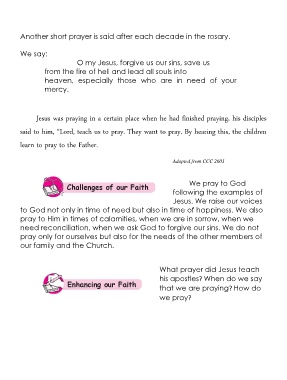 Another short prayer is said after each decade in the rosary.
We say:
O my Jesus, forgive us our sins, save us
from the fire of hell and lead all souls into
heaven, especially those who are in need of your
mercy.
Jesus was praying in a certain place when he had finished praying, his disciples
said to him, "Lord, teach us to pray. They want to pray. By hearing this, the children
learn to pray to the Father.
Adapted from CCC 2601
Challenges of our Faith
We pray to God
following the examples of
Jesus. We raise our voices
to God not only in time of need but also in time of happiness. We also
pray to Him in times of calamities, when we are in sorrow, when we
need reconciliation, when we ask God to forgive our sins. We do not
pray only for ourselves but also for the needs of the other members of
our family and the Church.
Enhancing our Faith
What prayer did Jesus teach
his apostles? When do we say
that we are praying? How do
we pray?